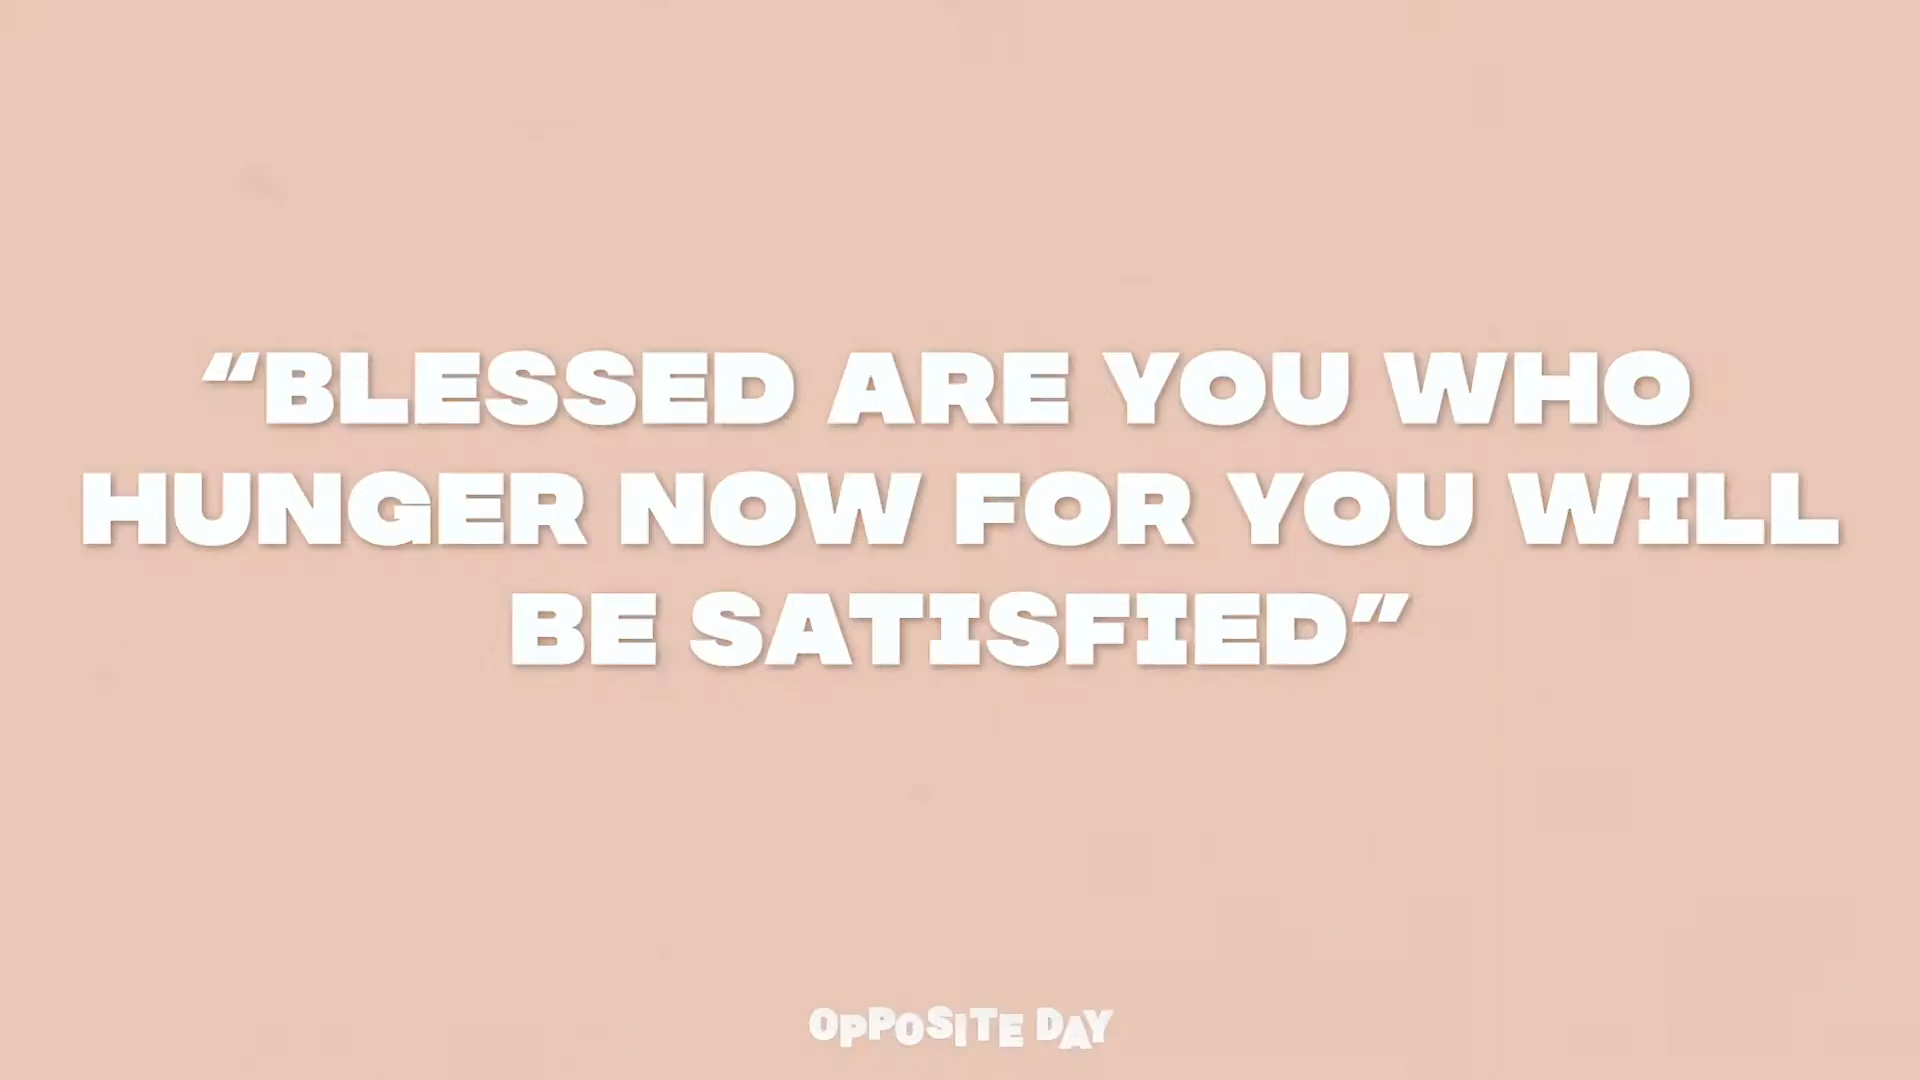 “BLESSED ARE YOU WHO
HUNGER NOW FOR YOU WILL
BE SATISFIED”
OPPOSITE DAY